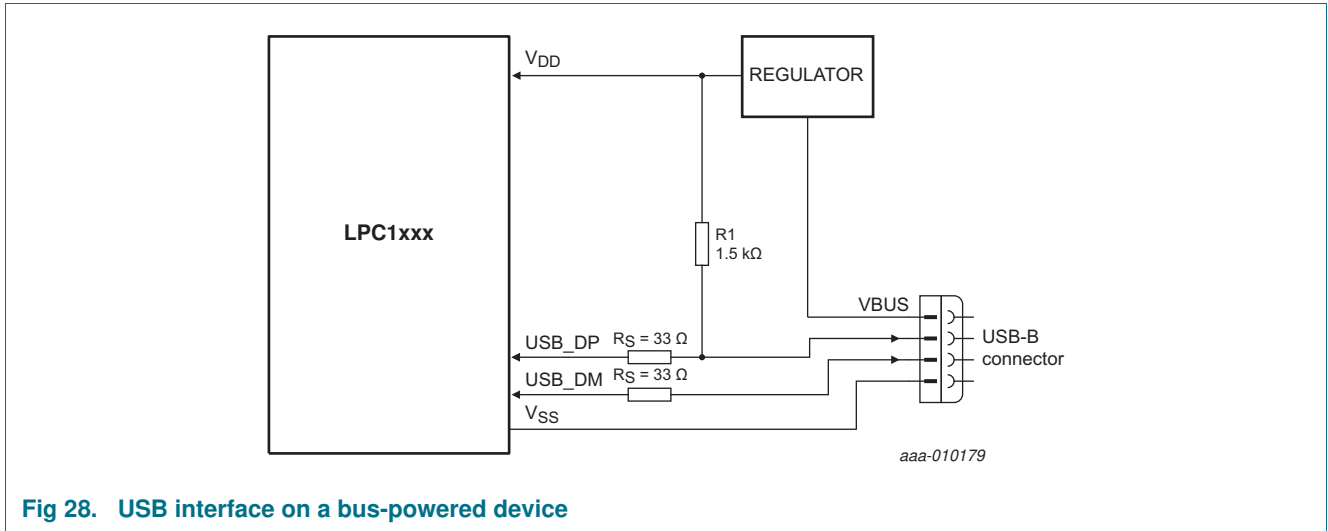 VDD
REGULATOR
LPC1xxx
R1
1.5 kΩ
VBUS
USB-B
connector
USB_DP
RS = 33 Ω
USB_DM
RS = 33 Ω
VSS
aaa-010179
Fig 28. USB interface on a bus-powered device